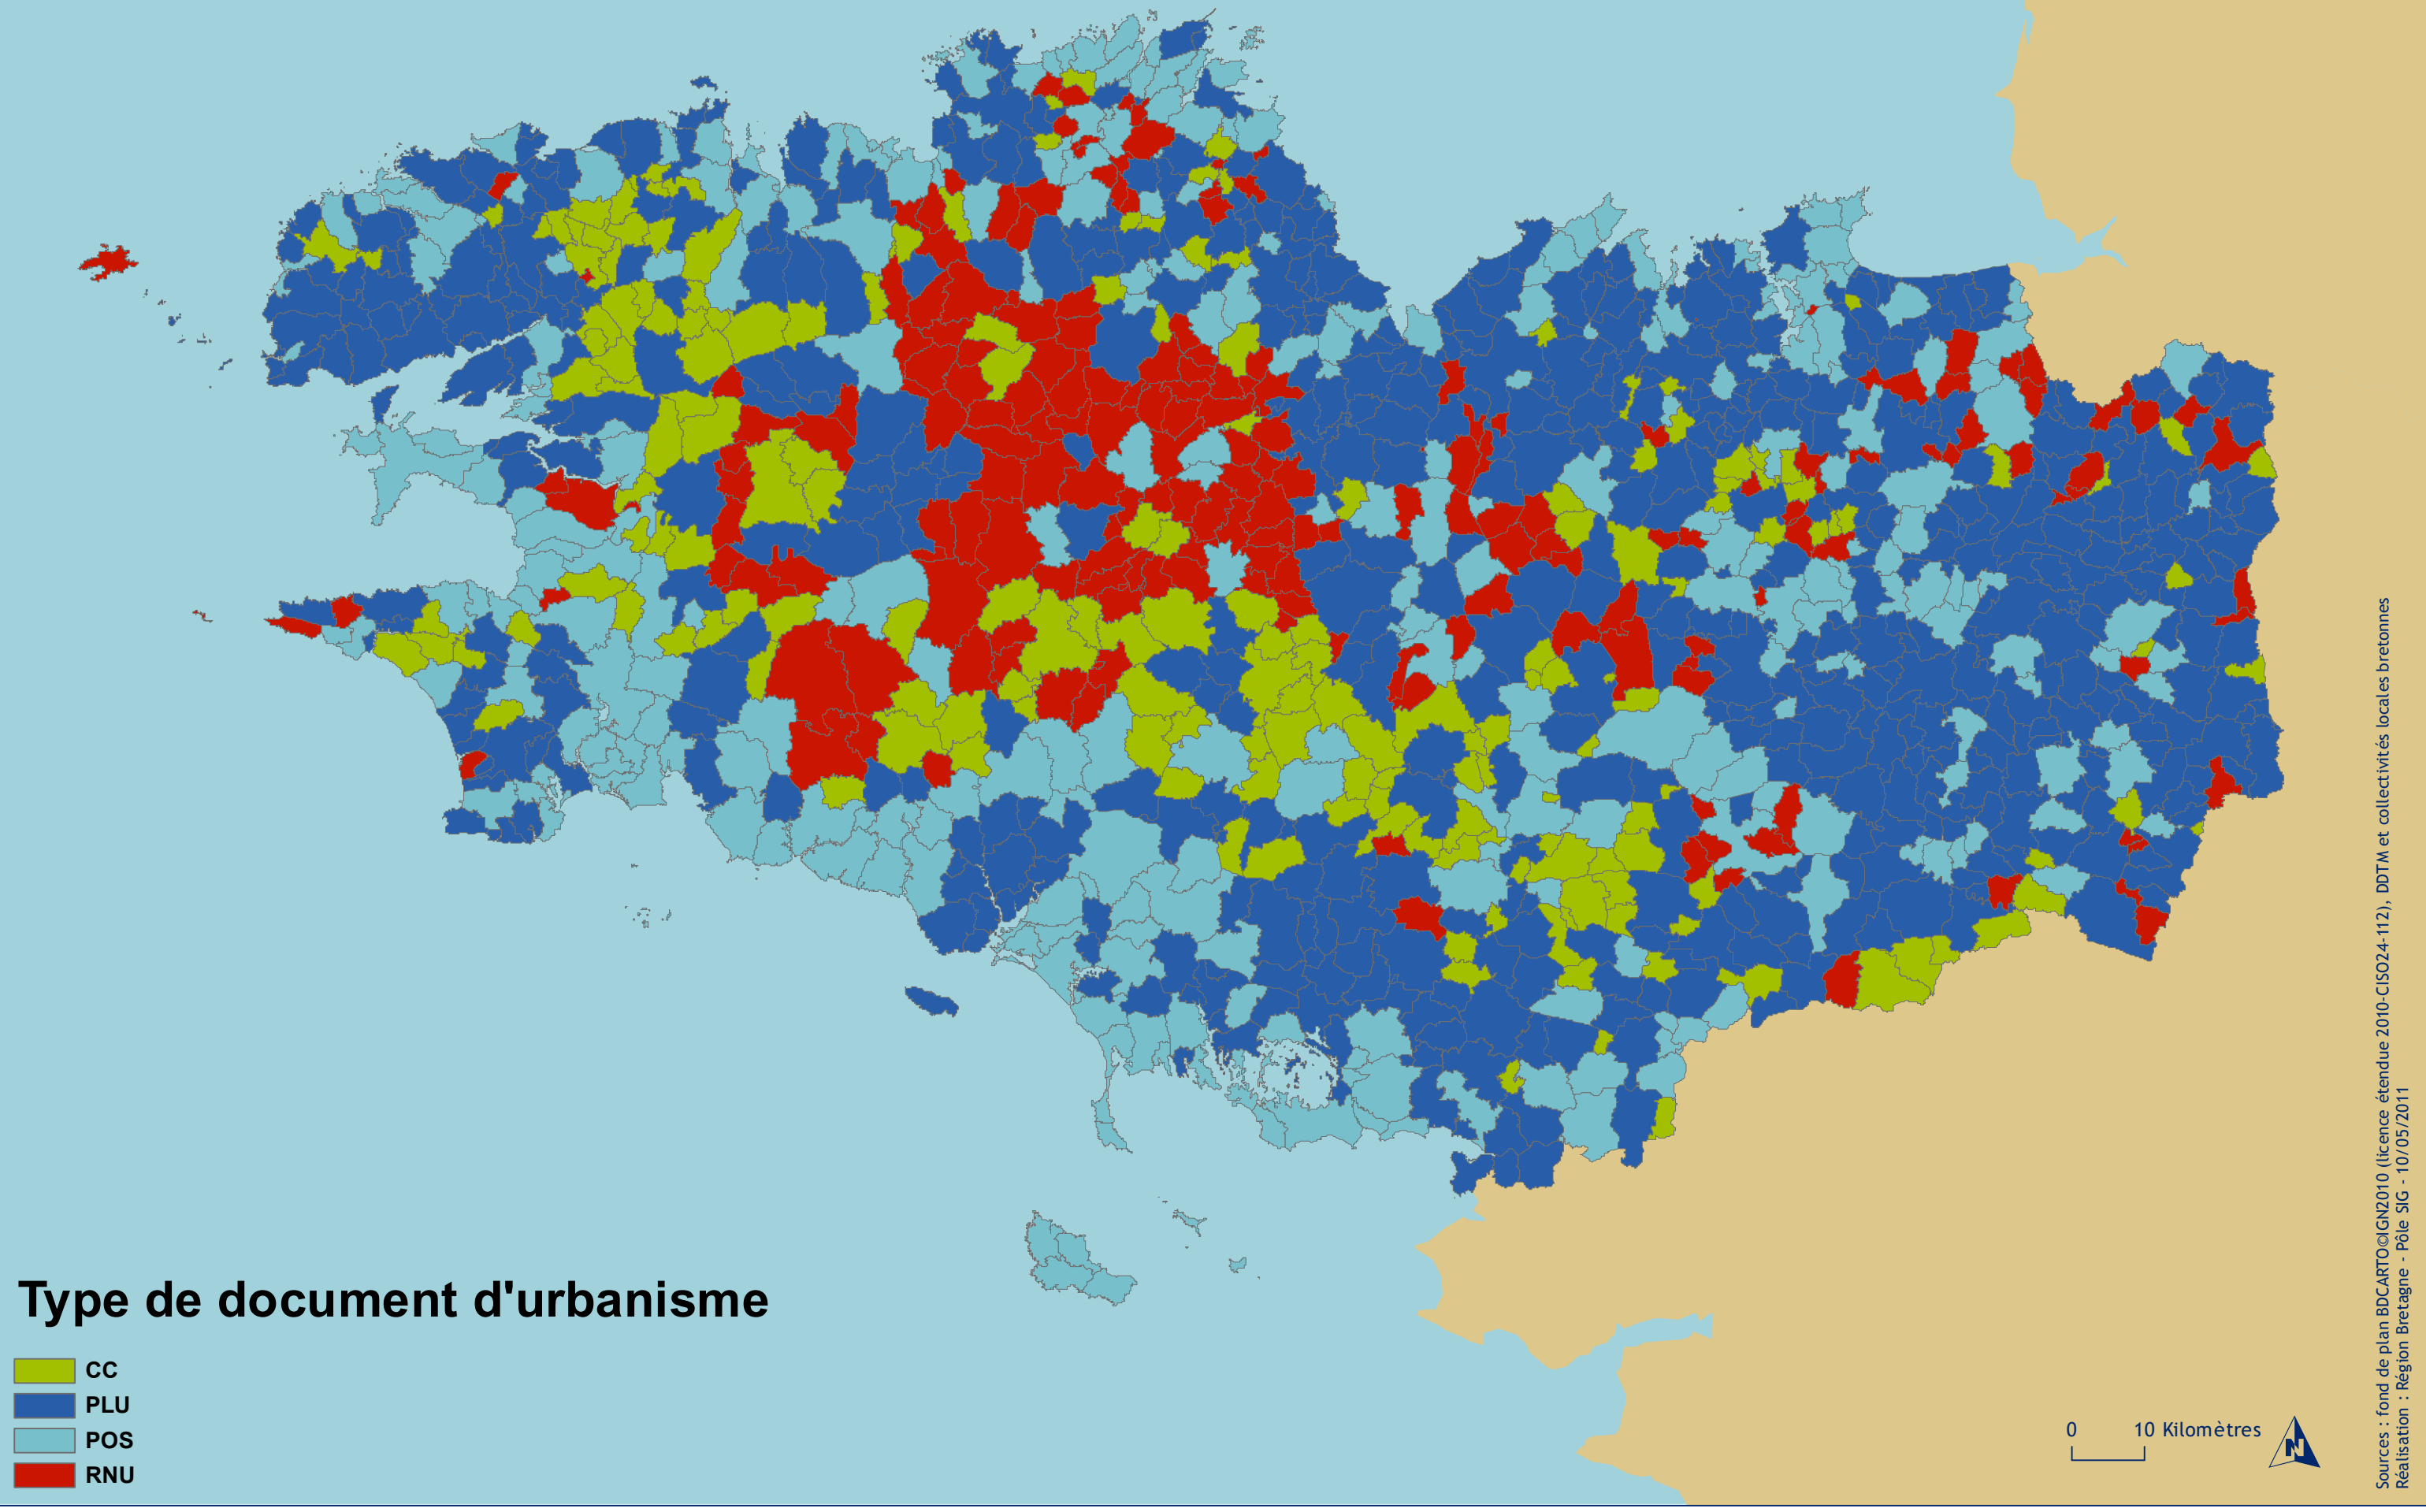 Type de document d'urbanisme
CC
PLU
POS
RNU
0 10 Kilomètres
N
Sources : fond de plan BDCARTO©IGN2010 (licence étendue 2010-CISO24-112), DDTM et collectivités locales bretonnes
Réalisation : Région Bretagne - Pôle SIG - 10/05/2011